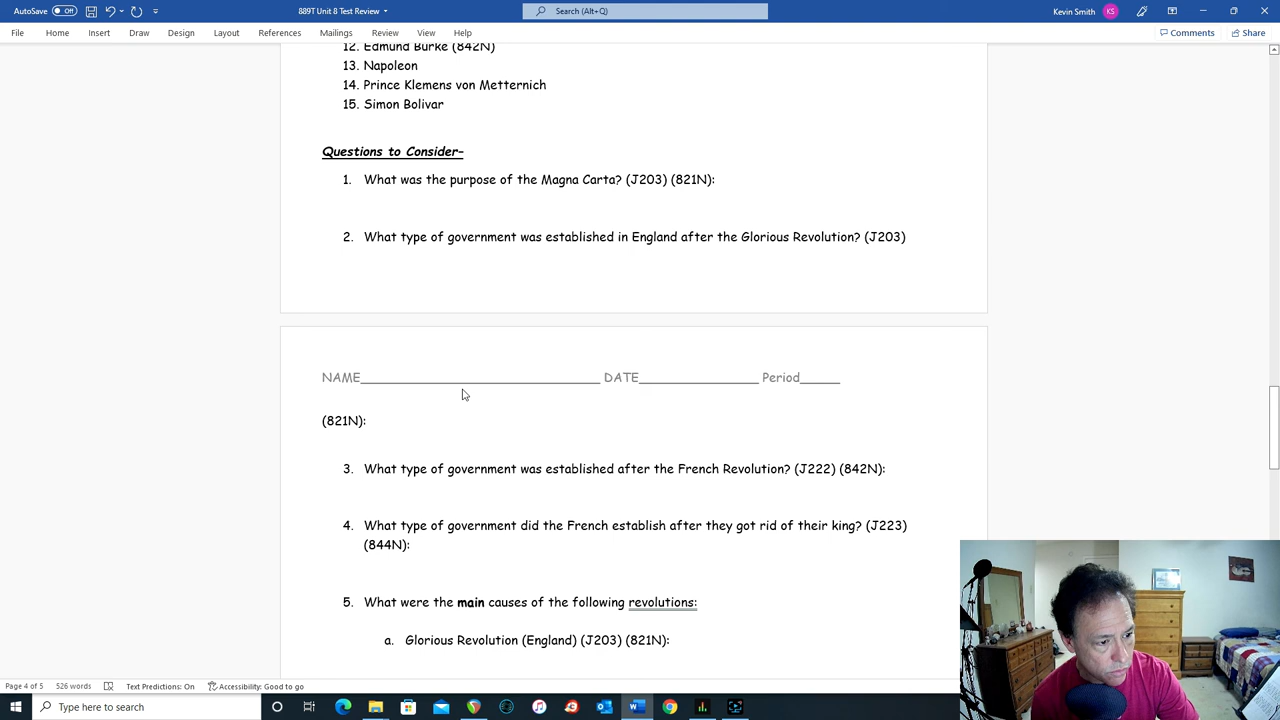 AutoSave Off
889T Unit 8 Test Review
Search (Alt+Q)
Kevin Smith KS
File Home Insert Draw Design Layout References Mailings Review View Help
Comments Share
12. Edmund Burke (842N)
13. Napoleon
14. Prince Klemens von Metternich
15. Simon Bolivar
Questions to Consider-
1. What was the purpose of the Magna Carta? (J203) (821N):
2. What type of government was established in England after the Glorious Revolution? (J203)
NAME______________________________ DATE_______________ Period_____
(821N):
3. What type of government was established after the French Revolution? (J222) (842N):
4. What type of government did the French establish after they got rid of their king? (J223)
(844N):
5. What were the main causes of the following revolutions:
a. Glorious Revolution (England) (J203) (821N):
Page 4 of 5 526 words Text Predictions: On Accessibility: Good to go
Type here to search